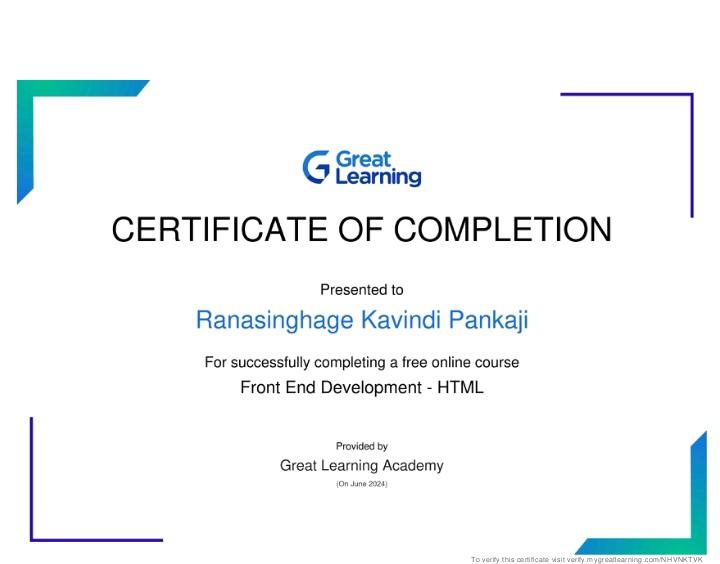 Great
Learning
CERTIFICATE OF COMPLETION
Presented to
Ranasinghage Kavindi Pankaji
For successfully completing a free online course
Front End Development - HTML
Provided by
Great Learning Academy
(On June 2024)
To verify this certificate visit verify.mygreatlearning.com/NHVNKTVK